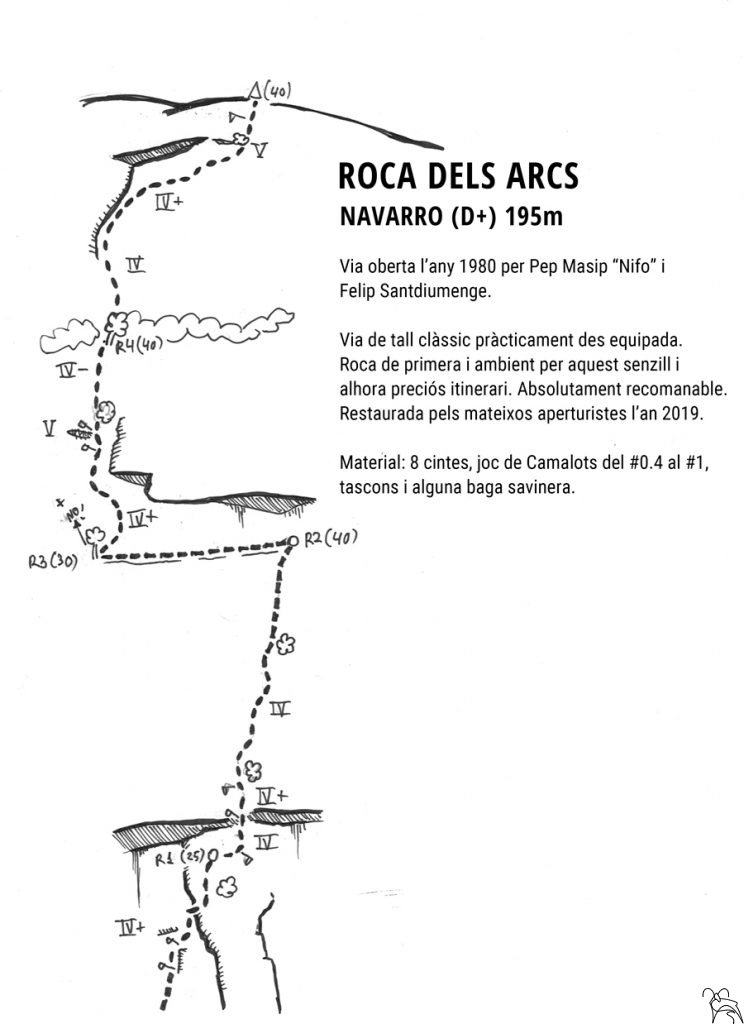 (40)
V
ROCA DELS ARCS
NAVARRO (D+) 195m
IV+
IV
Via oberta l'any 1980 per Pep Masip “Nifo” i
Felip Santdiumenge.
R4(40)
Via de tall clàssic pràcticament des equipada.
Roca de primera i ambient per aquest senzill i
alhora preciós itinerari. Absolutament recomanable.
Restaurada pels mateixos aperturistes l'an 2019.
IV-
V
Material: 8 cintes, joc de Camalots del #0.4 al #1,
tascons i alguna baga savinera.
NO!
IV+
R2(40)
R3(30)
IV
IV+
IV
R1(25)
IV+